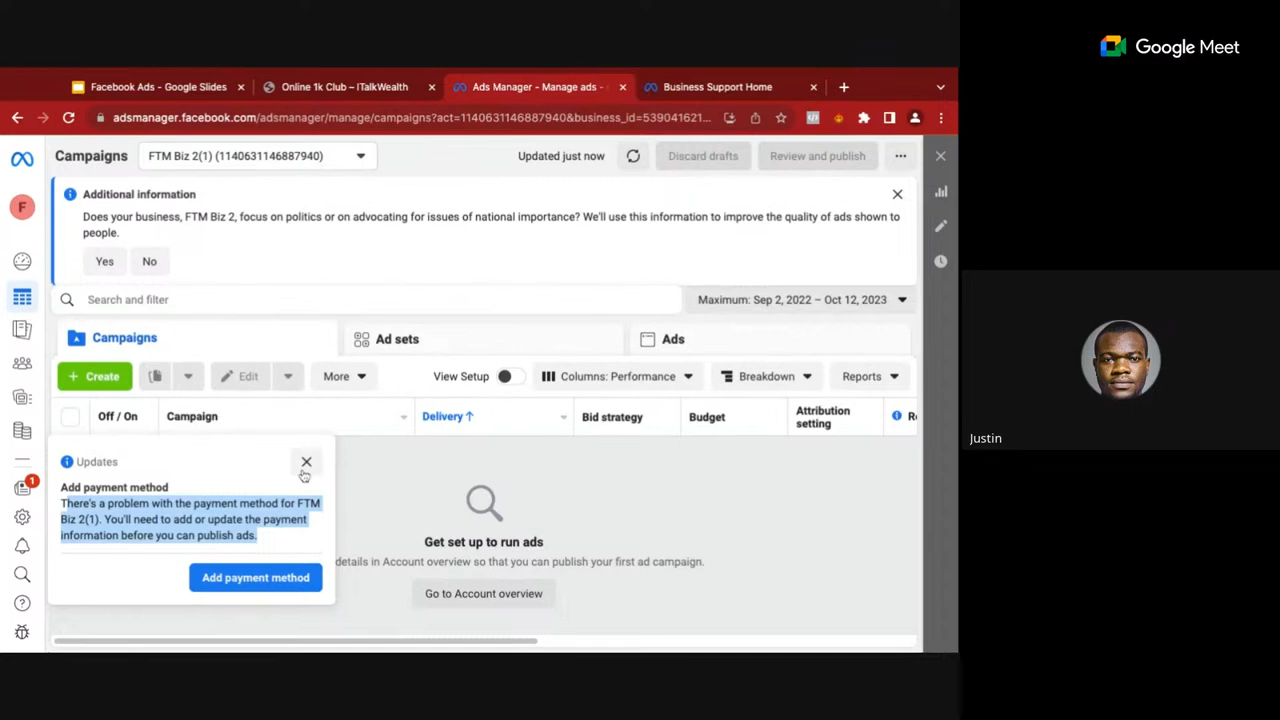 Google Meet
Facebook Ads - Google Slides
Online 1k Club – ITalkWealth
Ads Manager - Manage ads -
Business Support Home
adsmanager.facebook.com/adsmanager/manage/campaigns?act=1140631146887940&business_id=539041621...
Campaigns
FTM Biz 2(1) (1140631146887940)
Updated just now
Discard drafts
Review and publish
F
Additional information
Does your business, FTM Biz 2, focus on politics or on advocating for issues of national importance? We'll use this information to improve the quality of ads shown to
people.
Yes
No
Search and filter
Maximum: Sep 2, 2022 – Oct 12, 2023
Campaigns
Ad sets
Ads
+ Create
Edit
More
View Setup
Columns: Performance
Breakdown
Reports
Off / On
Campaign
Delivery ↑
Bid strategy
Budget
Attribution
setting
Updates
Add payment method
There's a problem with the payment method for FTM
Biz 2(1). You'll need to add or update the payment
information before you can publish ads.
Add payment method
1
Get set up to run ads
details in Account overview so that you can publish your first ad campaign.
Go to Account overview
Justin